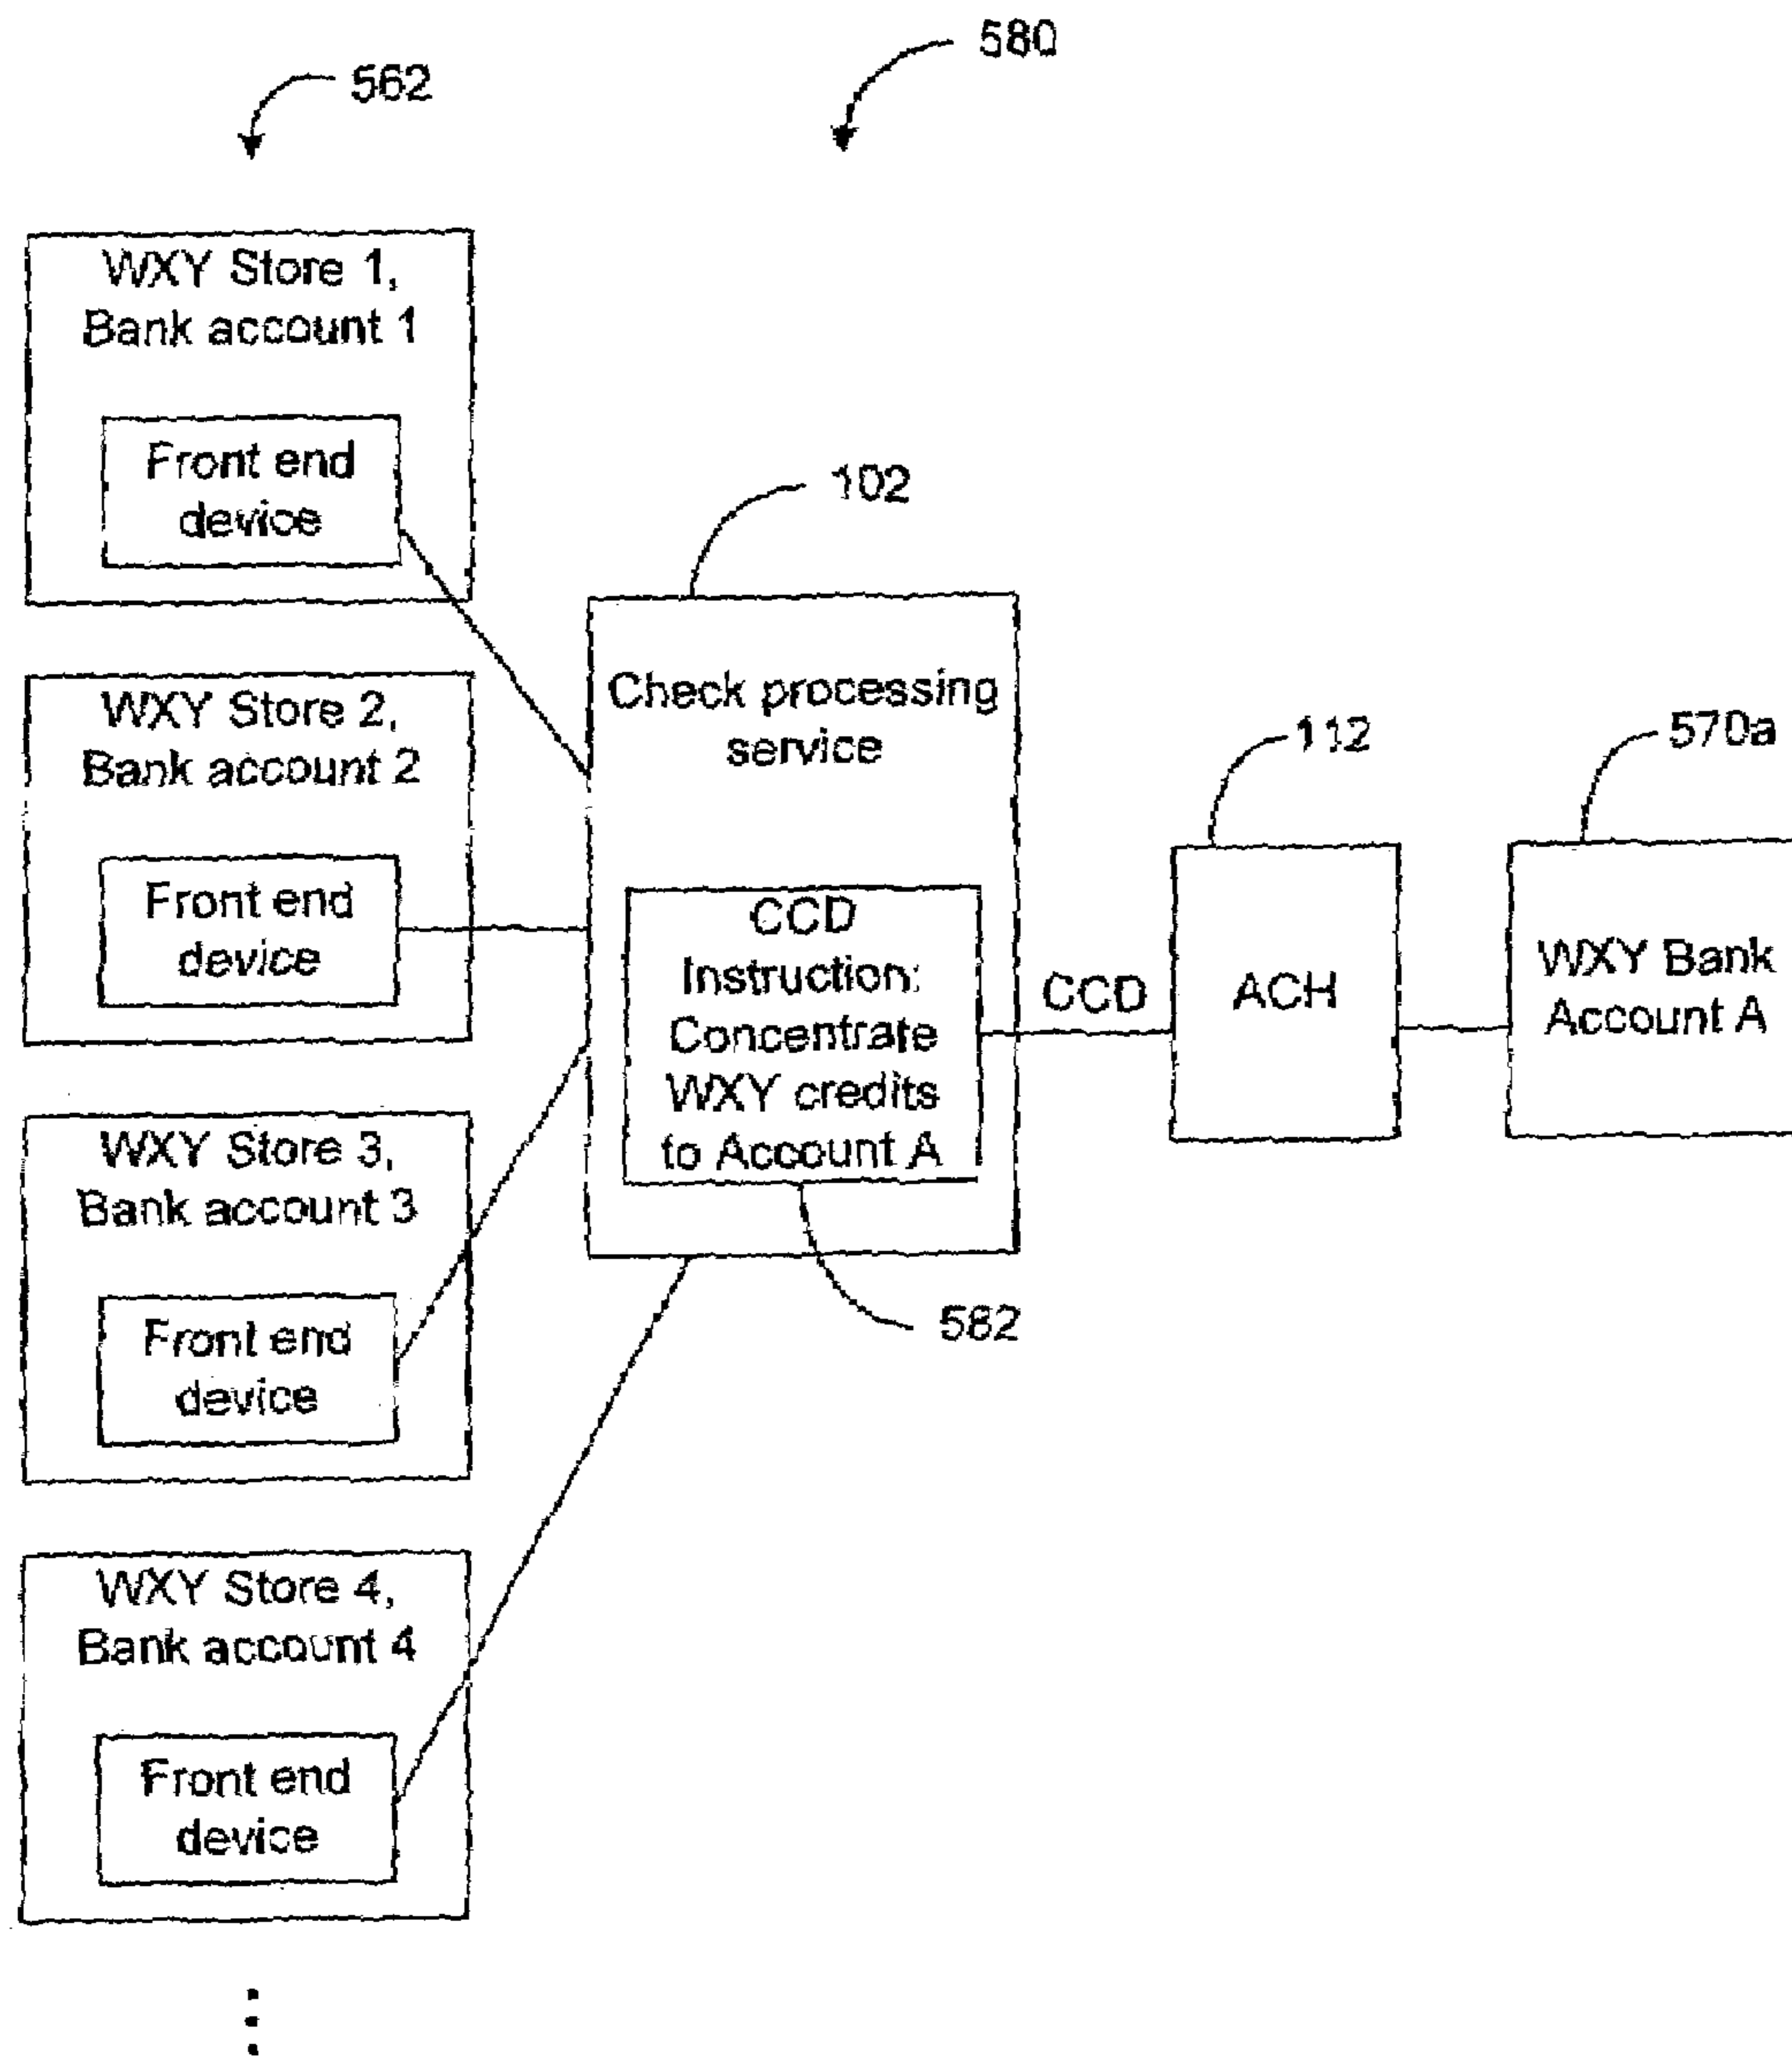 580
562
WXY Store 1,
Bank account 1
Front end
device
102
WXY Store 2,
Bank account 2
Front end
device
Check processing
service
112
570a
CCD
Instruction:
Concentrate
WXY credits
to Account A
CCD
ACH
WXY Bank
Account A
582
WXY Store 3,
Bank account 3
Front end
device
WXY Store 4,
Bank account 4
Front end
device